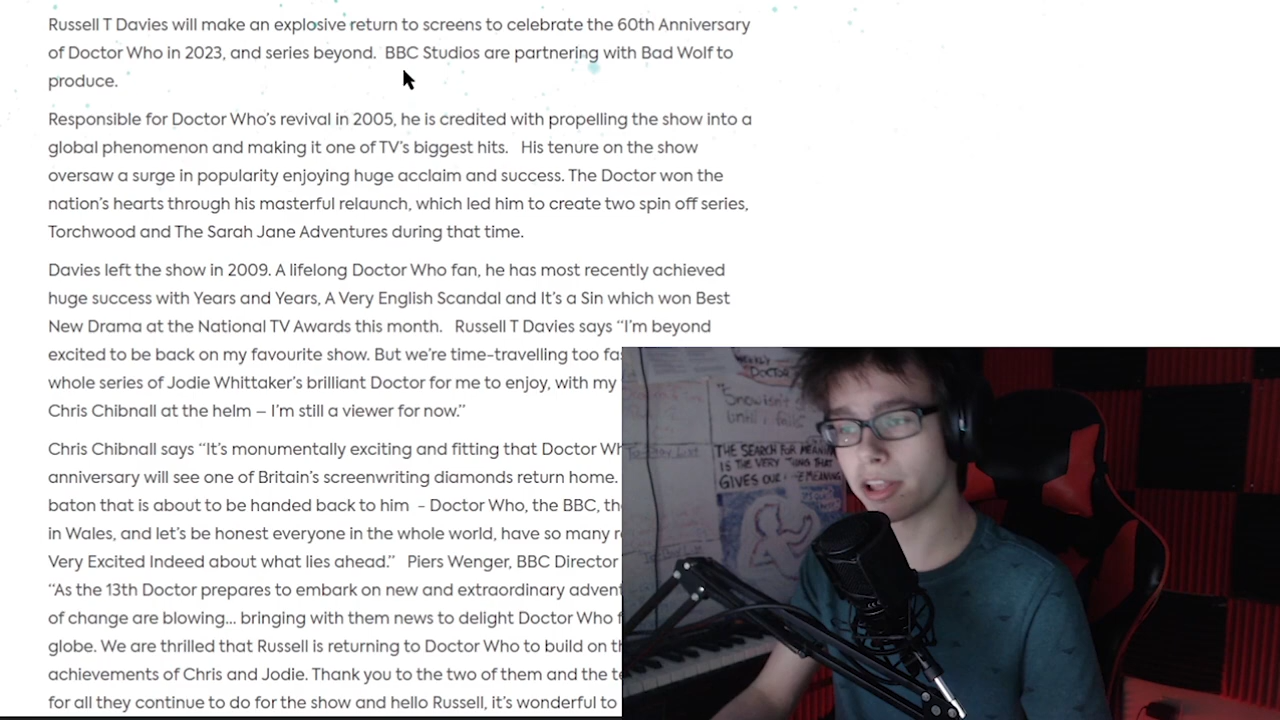 Russell T Davies will make an explosive return to screens to celebrate the 60th Anniversary
of Doctor Who in 2023, and series beyond. BBC Studios are partnering with Bad Wolf to
produce.
Responsible for Doctor Who's revival in 2005, he is credited with propelling the show into a
global phenomenon and making it one of TV's biggest hits. His tenure on the show
oversaw a surge in popularity enjoying huge acclaim and success. The Doctor won the
nation's hearts through his masterful relaunch, which led him to create two spin off series,
Torchwood and The Sarah Jane Adventures during that time.
Davies left the show in 2009. A lifelong Doctor Who fan, he has most recently achieved
huge success with Years and Years, A Very English Scandal and It's a Sin which won Best
New Drama at the National TV Awards this month. Russell T Davies says “I'm beyond
excited to be back on my favourite show. But we're time-travelling too
whole series of Jodie Whittaker's brilliant Doctor for me to enjoy, with my
Chris Chibnall at the helm – I'm still a viewer for now.”
Chris Chibnall says “It's monumentally exciting and fitting that Doctor
anniversary will see one of Britain's screenwriting diamonds return home.
baton that is about to be handed back to him - Doctor Who, the BBC,
in Wales, and let's be honest everyone in the whole world, have so many
Very Excited Indeed about what lies ahead.” Piers Wenger, BBC Director
“As the 13th Doctor prepares to embark on new and extraordinary
of change are blowing... bringing with them news to delight Doctor Who
globe. We are thrilled that Russell is returning to Doctor Who to build on
achievements of Chris and Jodie. Thank you to the two of them and the
for all they continue to do for the show and hello Russell, it's wonderful to
"Snow isn't
until falls"
THE SEARCH FOR
IS THE VERY THING THAT
GIVES OUR MEANING